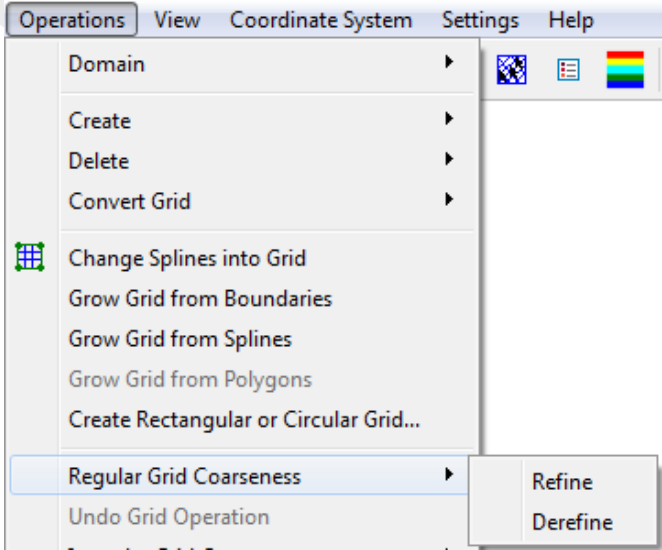 Operations View Coordinate System Settings Help
Domain
Create
Delete
Convert Grid
Change Splines into Grid
Grow Grid from Boundaries
Grow Grid from Splines
Grow Grid from Polygons
Create Rectangular or Circular Grid...
Regular Grid Coarseness
Refine
Undo Grid Operation
Derefine